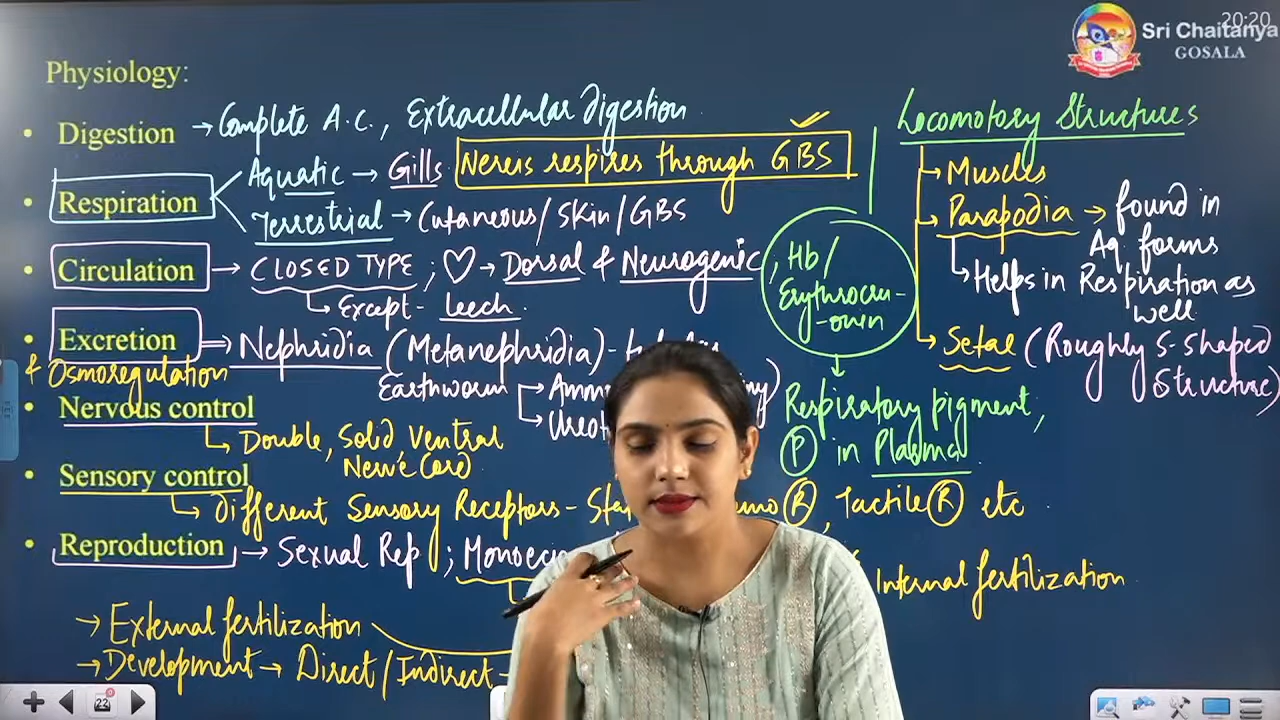 20:20
Sri Chaitanya
GOSALA
Physiology:
• Digestion → Complete A.C., Extracellular digestion
• Respiration
Aquatic → Gills
Nereis respires through GBS
Terrestrial → Cutaneous/Skin/GBS
• Circulation → CLOSED TYPE ; ♡ → Dorsal & Neurogenic,
Except - Leech.
Hb/
Erythrocru-
-orin
Respiratory pigment,
P in Plasma
• Excretion ⇒ Nephridia (Metanephridia) -
& Osmoregulation
Earthworm
• Nervous control
Double, Solid Ventral
Nerve Cord
• Sensory control
Different Sensory Receptors - R, Tactile R etc
• Reproduction → Sexual Rep ;
Internal fertilization
→ External fertilization
→ Development → Direct/Indirect
Locomotory Structures
→ Muscles
→ Parapodia → found in
Aq. forms
Helps in Respiration as
well
→ Setae (Roughly S-shaped
Structure)
22